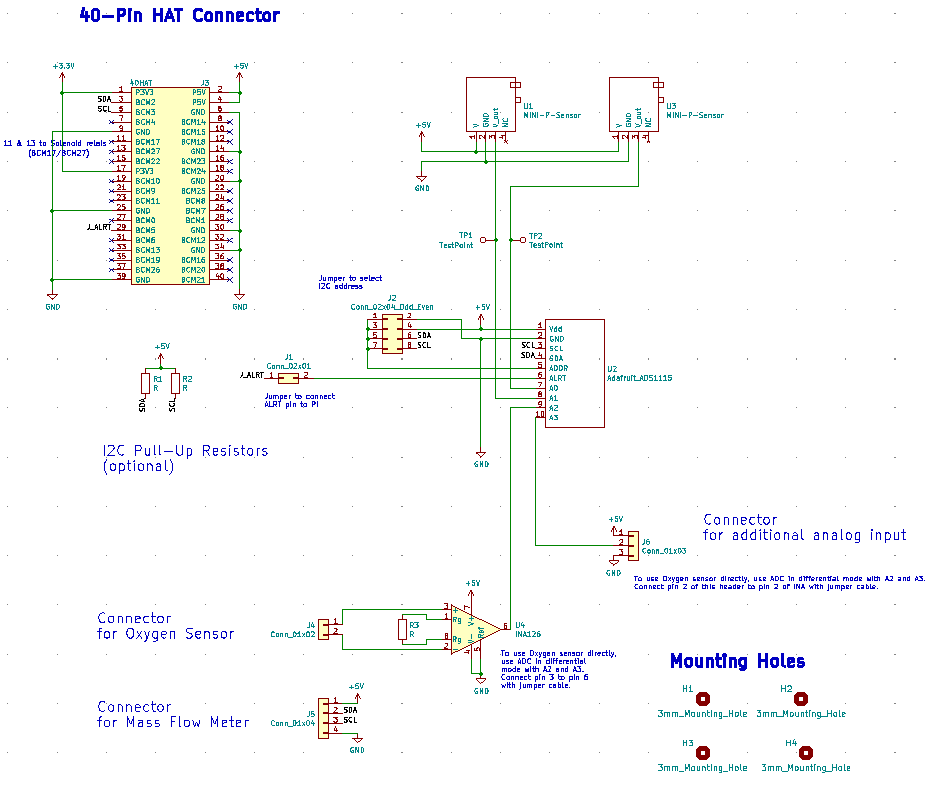 40-Pin HAT Connector
+3.3V
+5V
40HAT
J3
1 P3V3 P5V 2
SDA 3 BCM2 P5V 4
SCL 5 BCM3 GND 6
7 BCM4 BCM14 8
9 GND BCM15 10
11 BCM17 BCM18 12
13 BCM27 GND 14
15 BCM22 BCM23 16
17 P3V3 BCM24 18
19 BCM10 GND 20
21 BCM9 BCM25 22
23 BCM11 BCM8 24
25 GND BCM7 26
27 BCM0 BCM1 28
J_ALRT 29 BCM5 GND 30
31 BCM6 BCM12 32
33 BCM13 GND 34
35 BCM19 BCM16 36
37 BCM26 BCM20 38
39 GND BCM21 40
11 & 13 to Solenoid relais
(BCM17/BCM27)
GND
GND
U1
MINI-P-Sensor
V
GND
V_out
NC
1 2 3 4
U3
MINI-P-Sensor
V
GND
V_out
NC
1 2 3 4
+5V
GND
TP1
TestPoint
TP2
TestPoint
Jumper to select
I2C address
J2
Conn_02x04_Odd_Even
1 2
3 4
5 6 SDA
7 8 SCL
+5V
1 Vdd
2 GND
SCL 3 SCL
SDA 4 SDA
5 ADDR
6 ALRT
7 A0
8 A1
9 A2
10 A3
U2
Adafruit_ADS1115
J1
Conn_02x01
J_ALRT 1 2
Jumper to connect
ALRT pin to PI
GND
+5V
R1
R
R2
R
SDA
SCL
I2C Pull-Up Resistors
(optional)
+5V
1
2
3
J6
Conn_01x03
GND
Connector
for additional analog input
To use Oxygen sensor directly, use ADC in differential mode with A2 and A3.
Connect pin 2 of this header to pin 2 of INA with jumper cable.
Connector
for Oxygen Sensor
J4
Conn_01x02
1
2
R3
R
+5V
3 +
1 Rg
8 Rg
2 -
7 V+
4 V-
5 Ref
6
U4
INA126
GND
To use Oxygen sensor directly,
use ADC in differential
mode with A2 and A3.
Connect pin 3 to pin 6
with jumper cable.
Connector
for Mass Flow Meter
J5
Conn_01x04
+5V
1
2 SDA
3 SCL
4
GND
Mounting Holes
H1
3mm_Mounting_Hole
H2
3mm_Mounting_Hole
H3
3mm_Mounting_Hole
H4
3mm_Mounting_Hole